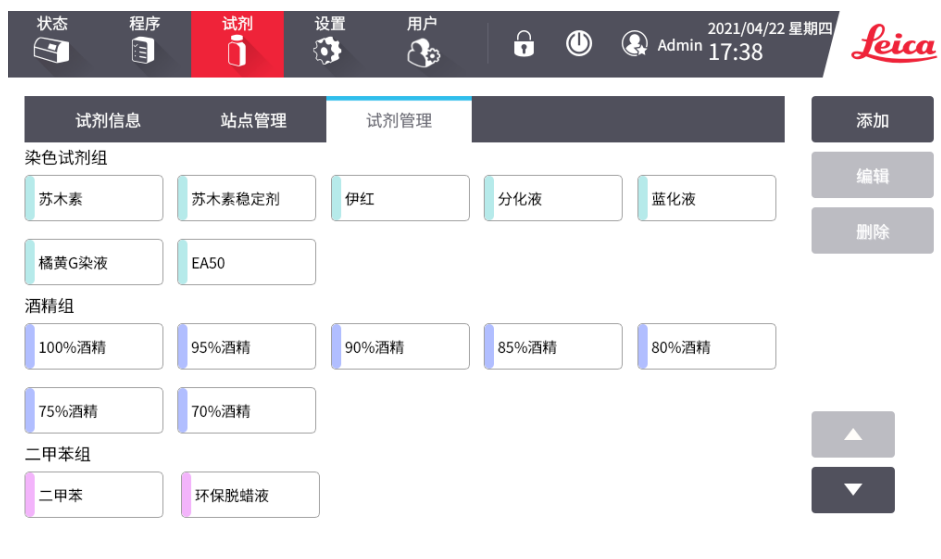 状态 程序 试剂 设置 用户
Admin 2021/04/22 星期四
17:38
Leica
试剂信息 站点管理 试剂管理
添加
编辑
删除
染色试剂组
苏木素 苏木素稳定剂 伊红 分化液 蓝化液
橘黄G染液 EA50
酒精组
100%酒精 95%酒精 90%酒精 85%酒精 80%酒精
75%酒精 70%酒精
二甲苯组
二甲苯 环保脱蜡液